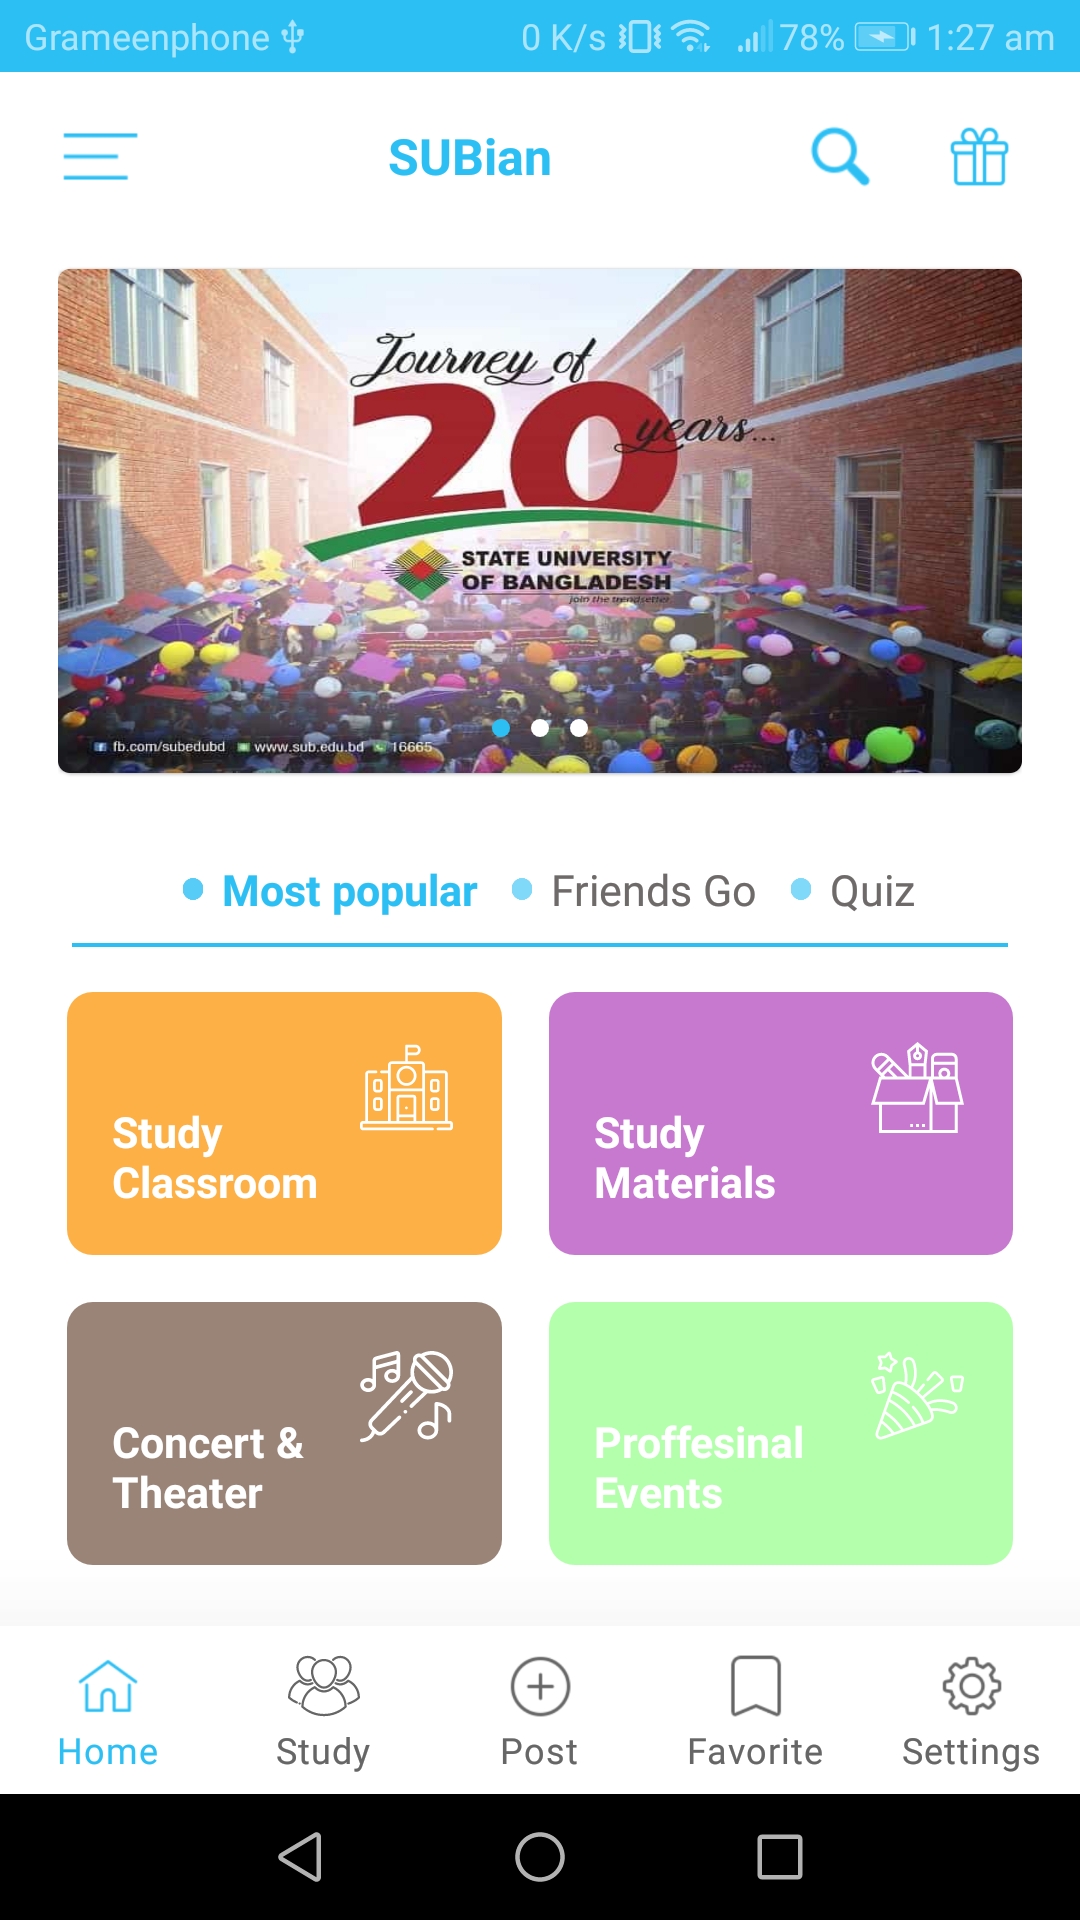 Grameenphone 0 K/s 78% 1:27 am
SUBian
Journey of
20 years...
STATE UNIVERSITY
OF BANGLADESH
join the trendsetter
fb.com/subedubd www.sub.edu.bd 16665
Most popular Friends Go Quiz
Study
Classroom
Study
Materials
Concert &
Theater
Proffesinal
Events
Home Study Post Favorite Settings